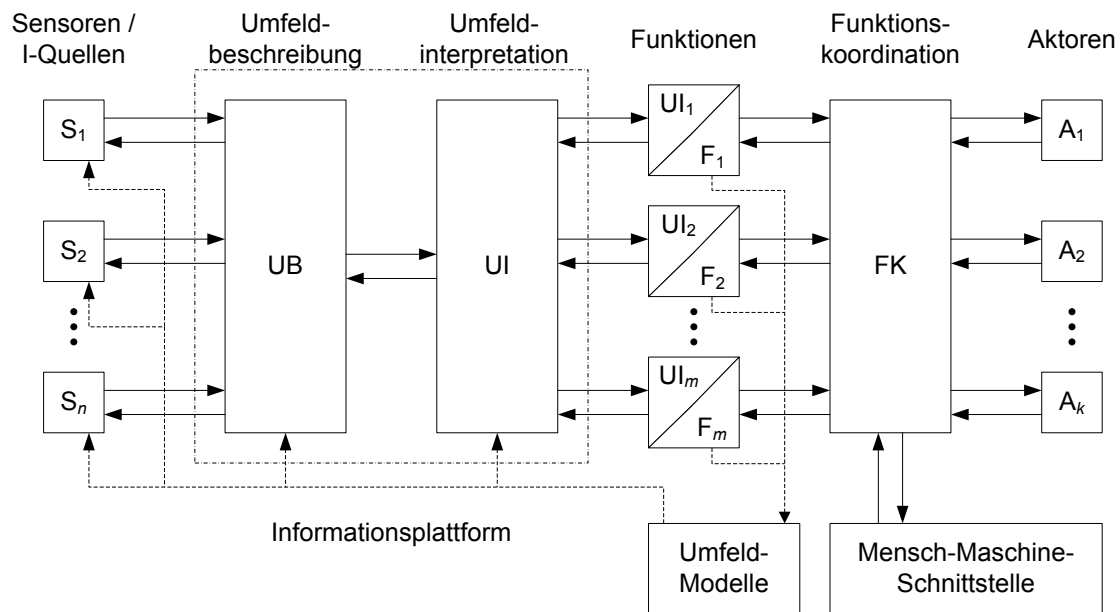 Sensoren /
I-Quellen
Umfeld-
beschreibung
Umfeld-
interpretation
Funktionen
Funktions-
koordination
Aktoren
S1
UI1
F1
A1
S2
UB
UI
UI2
F2
FK
A2
Sn
UIm
Fm
Ak
Informationsplattform
Umfeld-
Modelle
Mensch-Maschine-
Schnittstelle